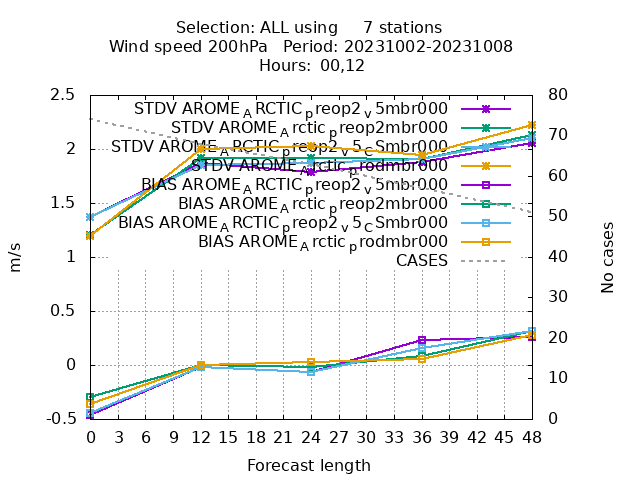 Selection: ALL using     7 stations
Wind speed 200hPa   Period: 20231002-20231008
Hours:  00,12
2.5
2
1.5
1
0.5
0
-0.5
m/s
STDV AROME_ARCTIC_preop2_v5mbr000
STDV AROME_Arctic_preop2mbr000
STDV AROME_ARCTIC_preop2_v5_CSmbr000
STDV AROME_Arctic_prodmbr000
BIAS AROME_ARCTIC_preop2_v5mbr000
BIAS AROME_Arctic_preop2mbr000
BIAS AROME_ARCTIC_preop2_v5_CSmbr000
BIAS AROME_Arctic_prodmbr000
CASES
80
70
60
50
40
30
20
10
0
No cases
0 3 6 9 12 15 18 21 24 27 30 33 36 39 42 45 48
Forecast length